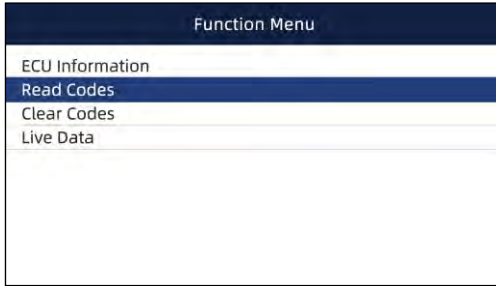 Function Menu
ECU Information
Read Codes
Clear Codes
Live Data